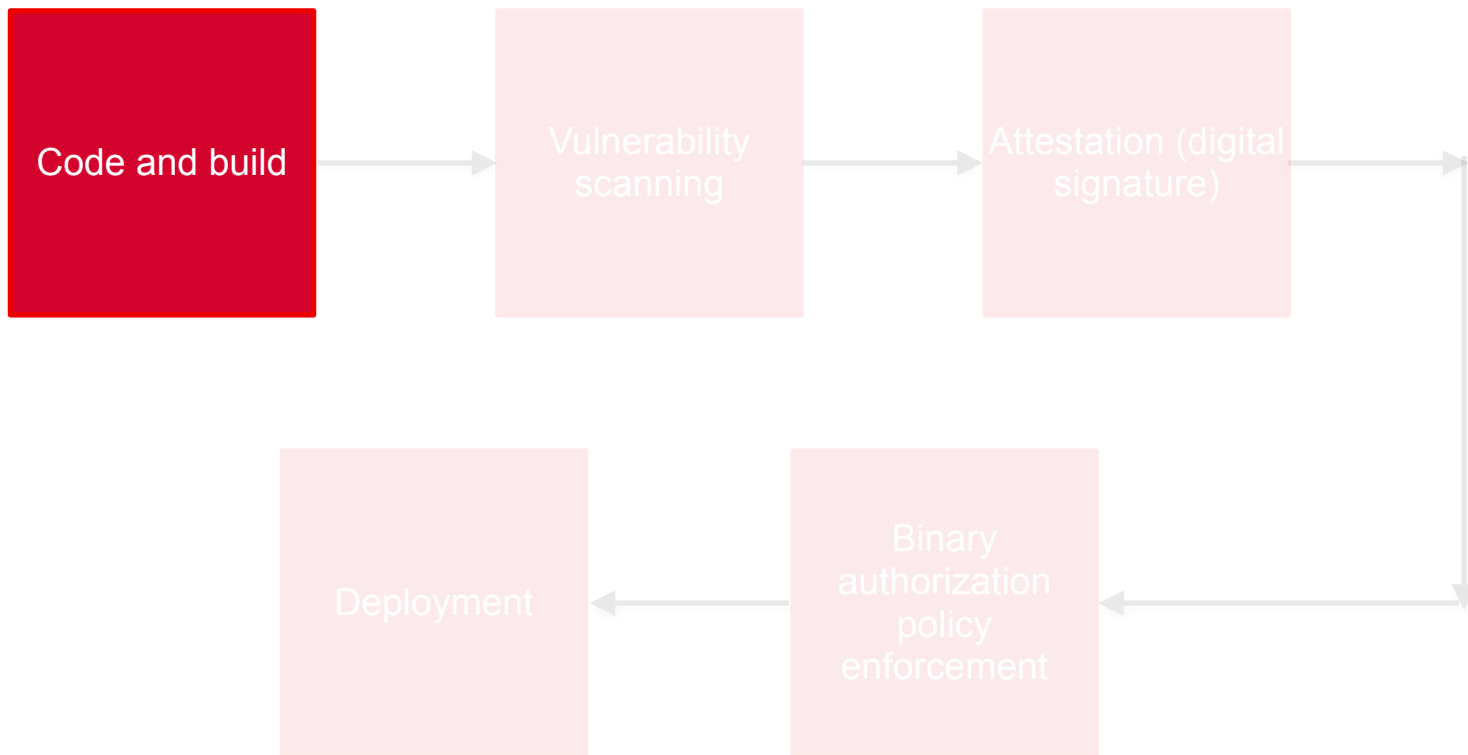 Code and build
Vulnerability
scanning
Attestation (digital
signature)
Deployment
Binary
authorization
policy
enforcement